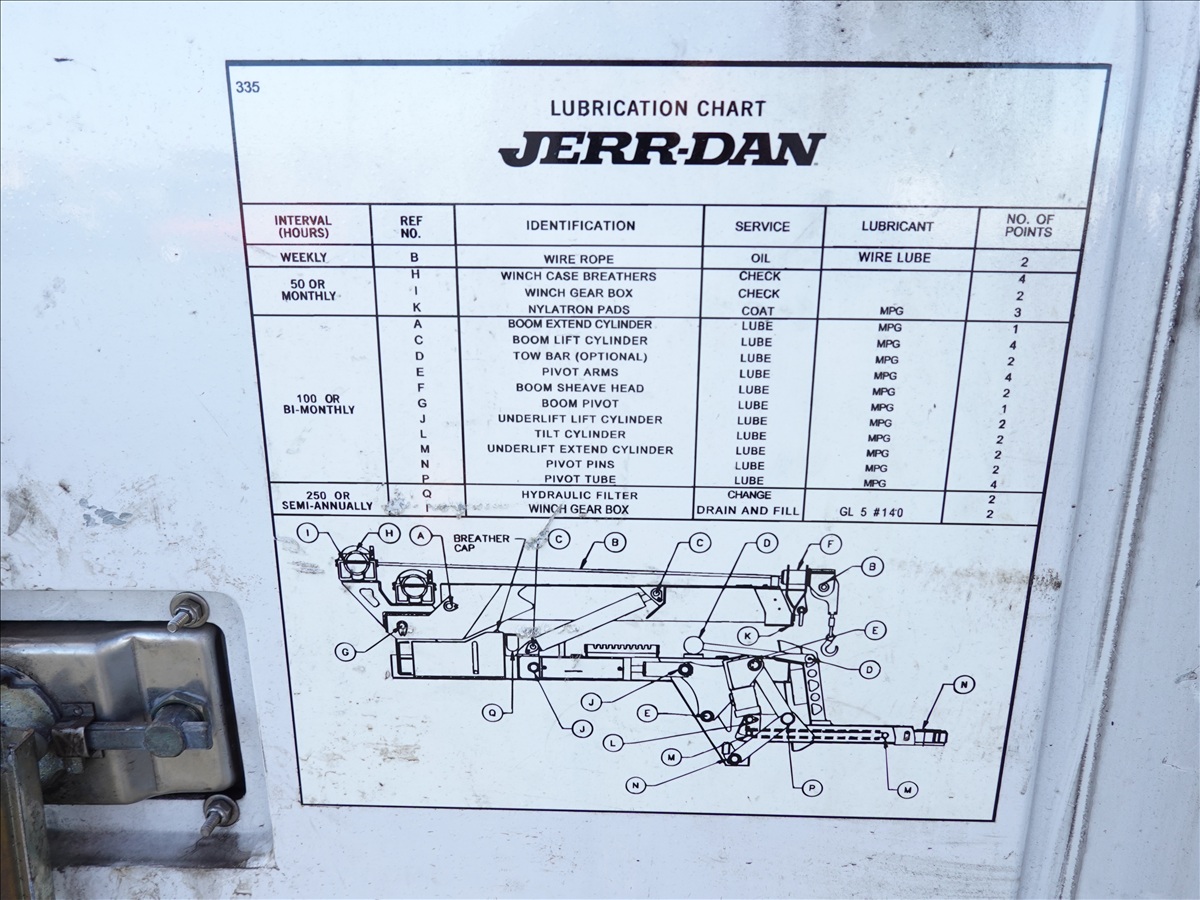 335
LUBRICATION CHART
JERR-DAN
INTERVAL (HOURS) REF NO. IDENTIFICATION SERVICE LUBRICANT NO. OF POINTS
WEEKLY B WIRE ROPE OIL WIRE LUBE 2
50 OR MONTHLY H WINCH CASE BREATHERS CHECK 4
I WINCH GEAR BOX CHECK 2
K NYLATRON PADS COAT MPG 3
100 OR BI-MONTHLY A BOOM EXTEND CYLINDER LUBE MPG 1
C BOOM LIFT CYLINDER LUBE MPG 4
D TOW BAR (OPTIONAL) LUBE MPG 2
E PIVOT ARMS LUBE MPG 4
F BOOM SHEAVE HEAD LUBE MPG 2
G BOOM PIVOT LUBE MPG 1
J UNDERLIFT LIFT CYLINDER LUBE MPG 2
L TILT CYLINDER LUBE MPG 2
M UNDERLIFT EXTEND CYLINDER LUBE MPG 2
N PIVOT PINS LUBE MPG 2
P PIVOT TUBE LUBE MPG 4
250 OR SEMI-ANNUALLY Q HYDRAULIC FILTER CHANGE 2
I WINCH GEAR BOX DRAIN AND FILL GL 5 #140 2
I H A BREATHER CAP C B C D F B
G K E
D
Q J J E N
L
M
N P M